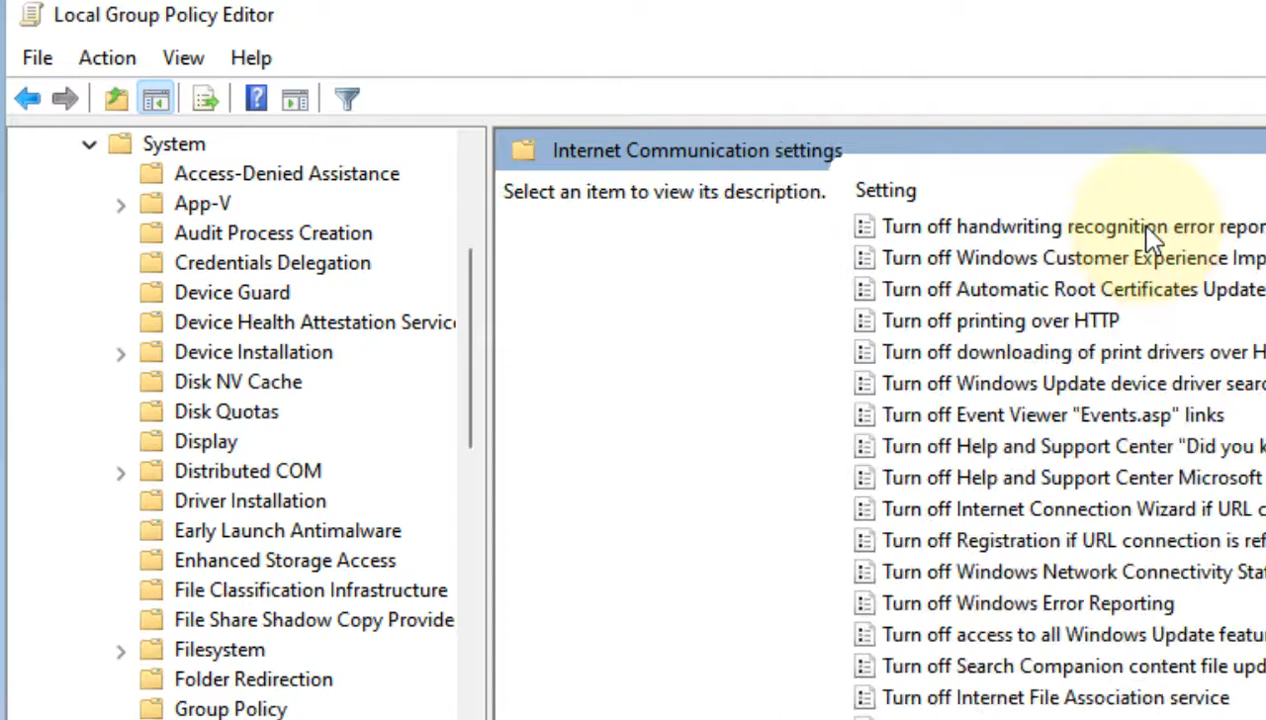 Local Group Policy Editor
File Action View Help
System
Access-Denied Assistance
App-V
Audit Process Creation
Credentials Delegation
Device Guard
Device Health Attestation Servic
Device Installation
Disk NV Cache
Disk Quotas
Display
Distributed COM
Driver Installation
Early Launch Antimalware
Enhanced Storage Access
File Classification Infrastructure
File Share Shadow Copy Provide
Filesystem
Folder Redirection
Group Policy
Internet Communication settings
Select an item to view its description.
Setting
Turn off handwriting recognition error repor
Turn off Windows Customer Experience Imp
Turn off Automatic Root Certificates Update
Turn off printing over HTTP
Turn off downloading of print drivers over H
Turn off Windows Update device driver searc
Turn off Event Viewer "Events.asp" links
Turn off Help and Support Center "Did you k
Turn off Help and Support Center Microsoft
Turn off Internet Connection Wizard if URL c
Turn off Registration if URL connection is ref
Turn off Windows Network Connectivity Stat
Turn off Windows Error Reporting
Turn off access to all Windows Update featu
Turn off Search Companion content file upd
Turn off Internet File Association service